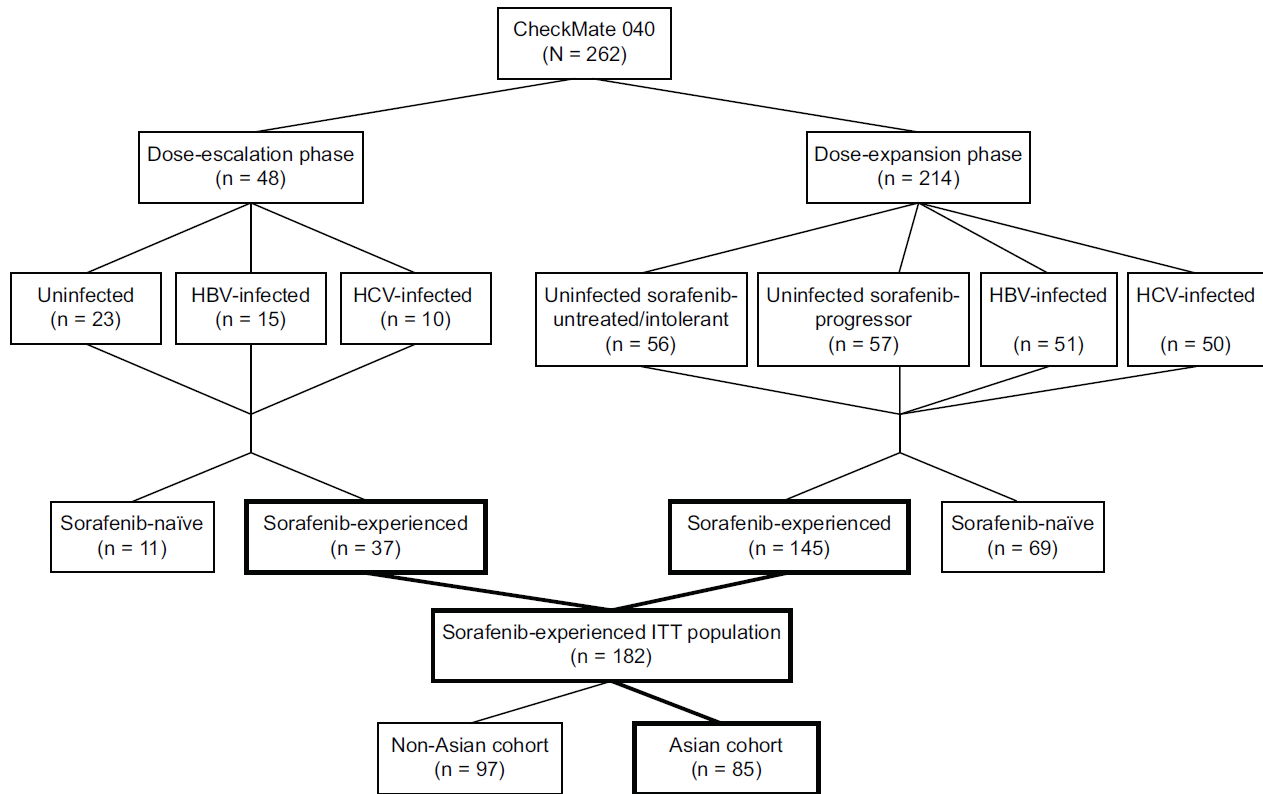 CheckMate 040
(N = 262)
Dose-escalation phase
(n = 48)
Dose-expansion phase
(n = 214)
Uninfected
(n = 23)
HBV-infected
(n = 15)
HCV-infected
(n = 10)
Uninfected sorafenib-
untreated/intolerant
(n = 56)
Uninfected sorafenib-
progressor
(n = 57)
HBV-infected
(n = 51)
HCV-infected
(n = 50)
Sorafenib-naïve
(n = 11)
Sorafenib-experienced
(n = 37)
Sorafenib-experienced
(n = 145)
Sorafenib-naïve
(n = 69)
Sorafenib-experienced ITT population
(n = 182)
Non-Asian cohort
(n = 97)
Asian cohort
(n = 85)